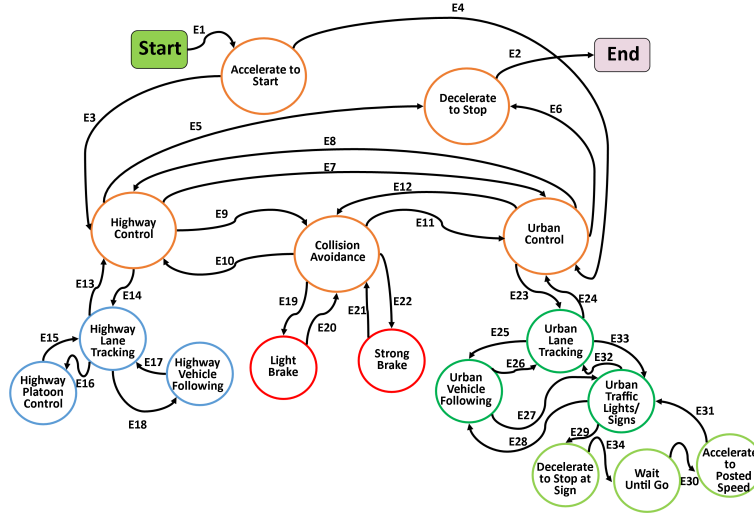 E4
E1
Start
E2
End
Accelerate to
Start
Decelerate
to Stop
E3
E5
E6
E8
E7
E12
Highway
Control
E9
E11
Urban
Control
Collision
Avoidance
E10
E13
E14
E19
E20
E21
E22
E23
E24
Highway
Lane
Tracking
E15
E16
E17
E18
Highway
Platoon
Control
Highway
Vehicle
Following
Light
Brake
Strong
Brake
Urban
Lane
Tracking
E25
E26
E33
E32
Urban
Vehicle
Following
Urban
Traffic
Lights/
Signs
E27
E28
E29
E34
E31
E30
Decelerate
to Stop at
Sign
Wait
Until Go
Accelerate
to
Posted
Speed